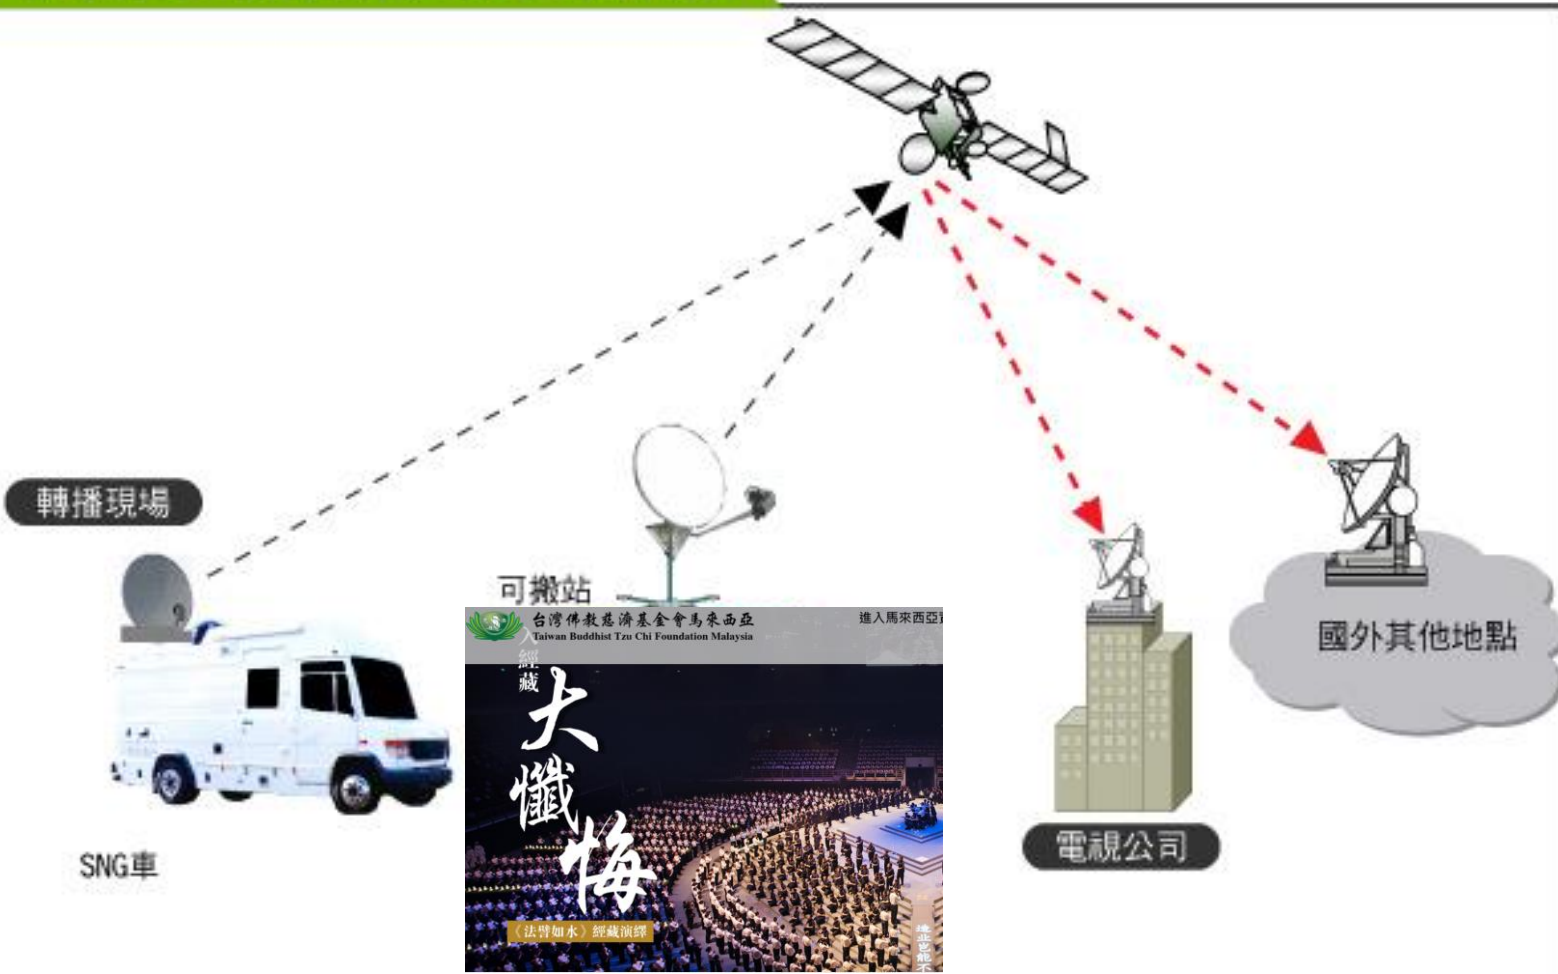 轉播現場
可搬站
台灣佛教慈濟基金會馬來西亞
Taiwan Buddhist Tzu Chi Foundation Malaysia
進入馬來西亞
入經藏
大懺悔
《法譬如水》經藏演繹
國外其他地點
電視公司
SNG車